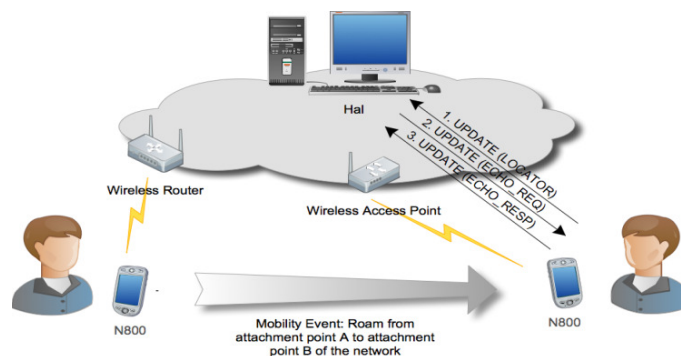 Hal
1. UPDATE (LOCATOR)
2. UPDATE (ECHO_REQ)
3. UPDATE (ECHO_RESP)
Wireless Router
Wireless Access Point
N800
N800
Mobility Event: Roam from
attachment point A to attachment
point B of the network